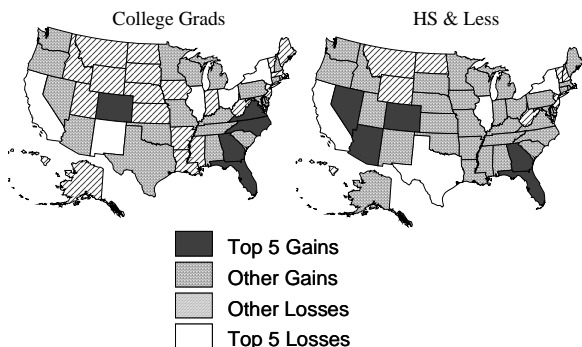 College Grads
HS & Less
Top 5 Gains
Other Gains
Other Losses
Top 5 Losses